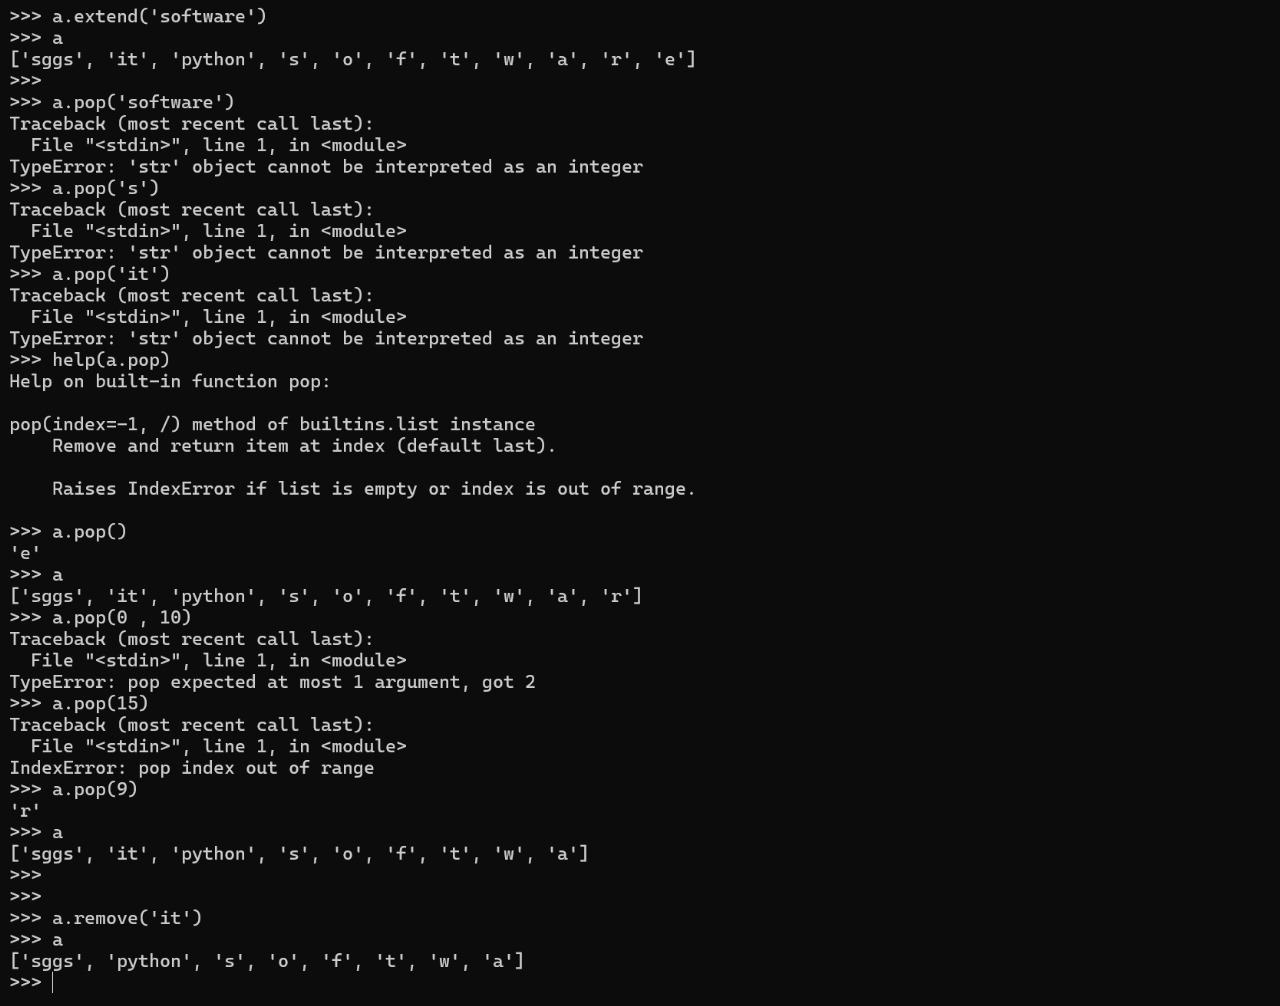 >>> a.extend('software')
>>> a
['sggs', 'it', 'python', 's', 'o', 'f', 't', 'w', 'a', 'r', 'e']
>>>
>>> a.pop('software')
Traceback (most recent call last):
  File "<stdin>", line 1, in <module>
TypeError: 'str' object cannot be interpreted as an integer
>>> a.pop('s')
Traceback (most recent call last):
  File "<stdin>", line 1, in <module>
TypeError: 'str' object cannot be interpreted as an integer
>>> a.pop('it')
Traceback (most recent call last):
  File "<stdin>", line 1, in <module>
TypeError: 'str' object cannot be interpreted as an integer
>>> help(a.pop)
Help on built-in function pop:

pop(index=-1, /) method of builtins.list instance
    Remove and return item at index (default last).

    Raises IndexError if list is empty or index is out of range.

>>> a.pop()
'e'
>>> a
['sggs', 'it', 'python', 's', 'o', 'f', 't', 'w', 'a', 'r']
>>> a.pop(0 , 10)
Traceback (most recent call last):
  File "<stdin>", line 1, in <module>
TypeError: pop expected at most 1 argument, got 2
>>> a.pop(15)
Traceback (most recent call last):
  File "<stdin>", line 1, in <module>
IndexError: pop index out of range
>>> a.pop(9)
'r'
>>> a
['sggs', 'it', 'python', 's', 'o', 'f', 't', 'w', 'a']
>>>
>>>
>>> a.remove('it')
>>> a
['sggs', 'python', 's', 'o', 'f', 't', 'w', 'a']
>>>